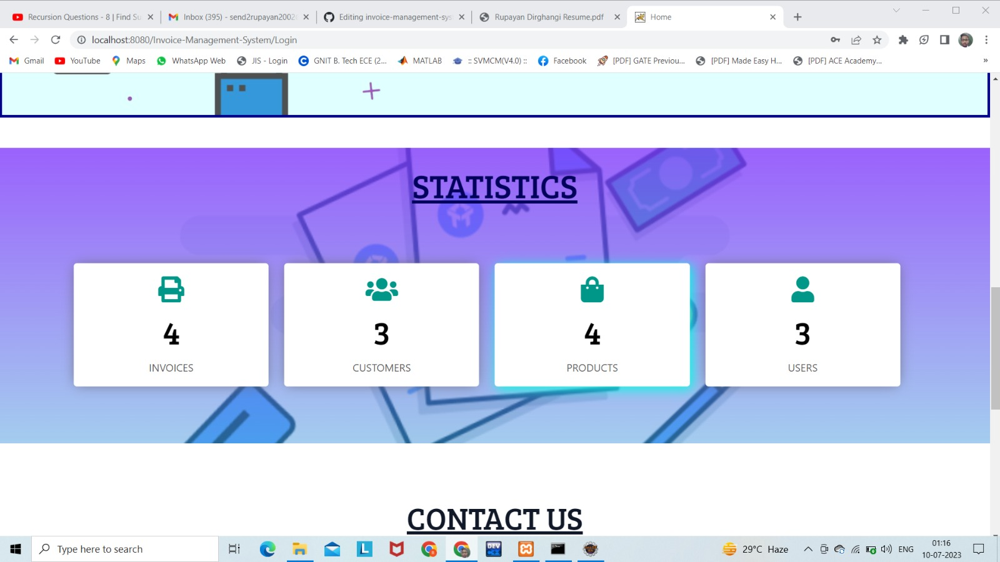 Recursion Questions - 8 | Find Su
Inbox (395) - send2rupayan2002
Editing invoice-management-sys
Rupayan Dirghangi Resume.pdf
Home
localhost:8080/Invoice-Management-System/Login
Gmail
YouTube
Maps
WhatsApp Web
JIS - Login
GNIT B. Tech ECE (2...
MATLAB
:: SVMCM(V4.0) ::
Facebook
[PDF] GATE Previou...
[PDF] Made Easy H...
[PDF] ACE Academy...
»
STATISTICS
4
INVOICES
3
CUSTOMERS
4
PRODUCTS
3
USERS
CONTACT US
Type here to search
L
R
DEV
29°C Haze
ENG
01:16
10-07-2023